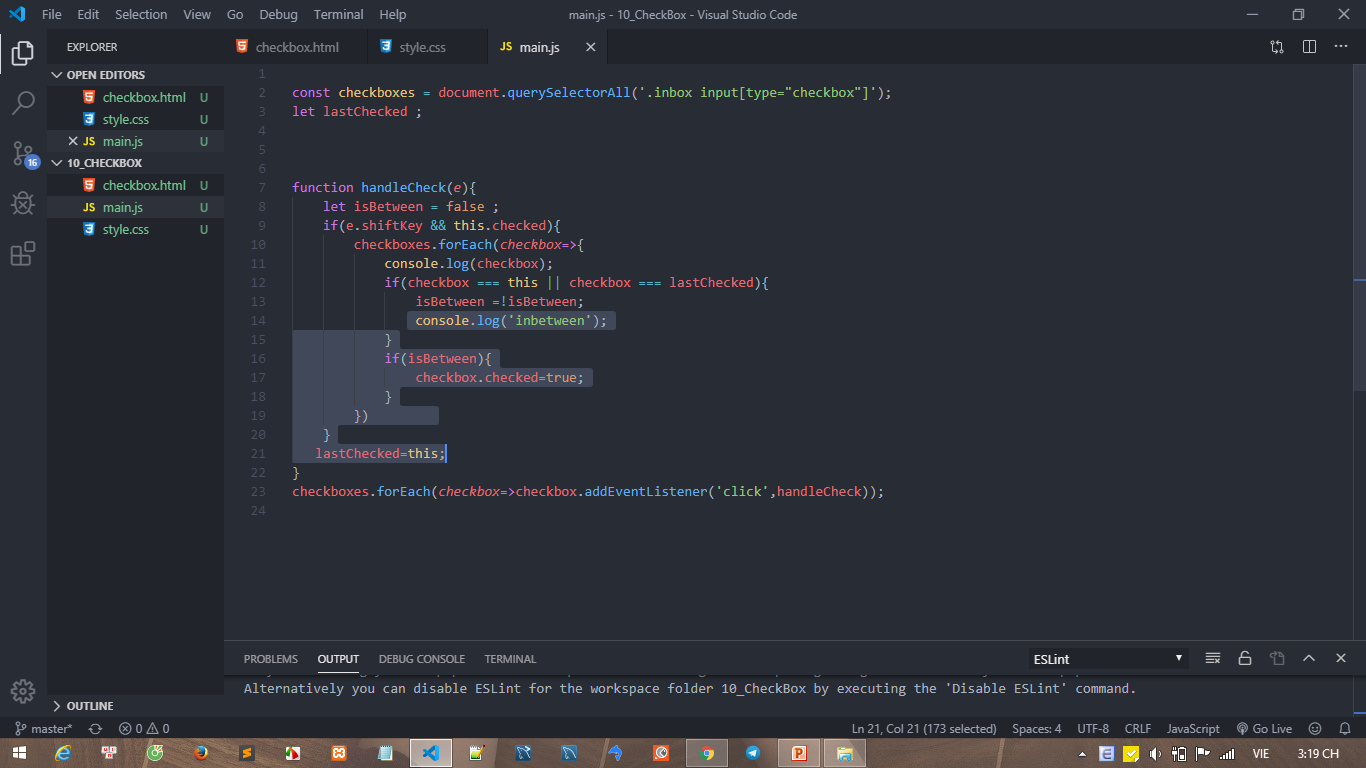 File Edit Selection View Go Debug Terminal Help main.js - 10_CheckBox - Visual Studio Code
EXPLORER
OPEN EDITORS
checkbox.html U
style.css U
JS main.js U
10_CHECKBOX
checkbox.html U
JS main.js U
style.css U
16
OUTLINE
checkbox.html style.css JS main.js
1
2 const checkboxes = document.querySelectorAll('.inbox input[type="checkbox"]');
3 let lastChecked ;
4
5
6
7 function handleCheck(e){
8 let isBetween = false ;
9 if(e.shiftKey && this.checked){
10 checkboxes.forEach(checkbox=>{
11 console.log(checkbox);
12 if(checkbox === this || checkbox === lastChecked){
13 isBetween =!isBetween;
14 console.log('inbetween');
15 }
16 if(isBetween){
17 checkbox.checked=true;
18 }
19 })
20 }
21 lastChecked=this;
22 }
23 checkboxes.forEach(checkbox=>checkbox.addEventListener('click',handleCheck));
24
PROBLEMS OUTPUT DEBUG CONSOLE TERMINAL ESLint
Alternatively you can disable ESLint for the workspace folder 10_CheckBox by executing the 'Disable ESLint' command.
master* 0 0 Ln 21, Col 21 (173 selected) Spaces: 4 UTF-8 CRLF JavaScript Go Live
VIE 3:19 CH